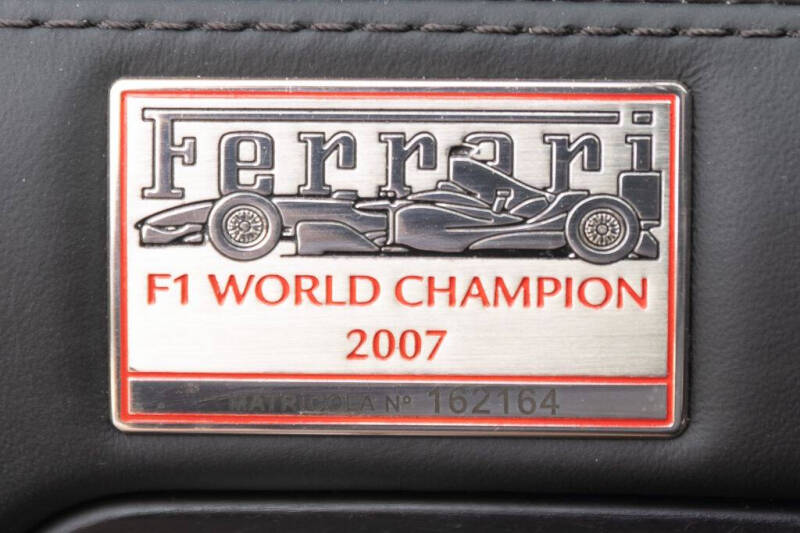 Ferrari
F1 WORLD CHAMPION
2007
MATRICOLA Nº 162164